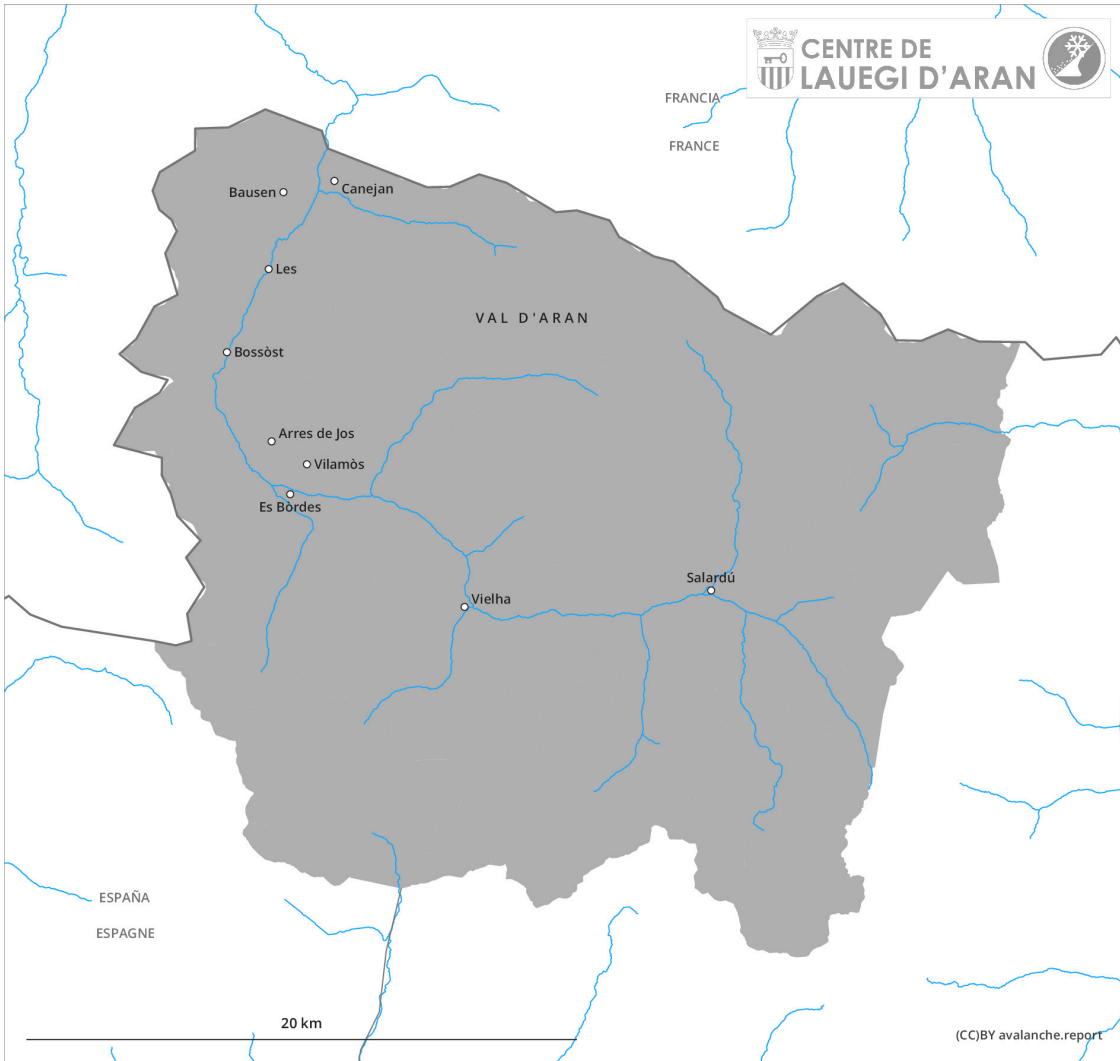 CENTRE DE
LAUEGI D'ARAN
FRANCIA
FRANCE
Bausen
Canejan
Les
VAL D'ARAN
Bossòst
Arres de Jos
Vilamòs
Es Bòrdes
Salardú
Vielha
ESPAÑA
ESPAGNE
20 km
(CC)BY avalanche.report